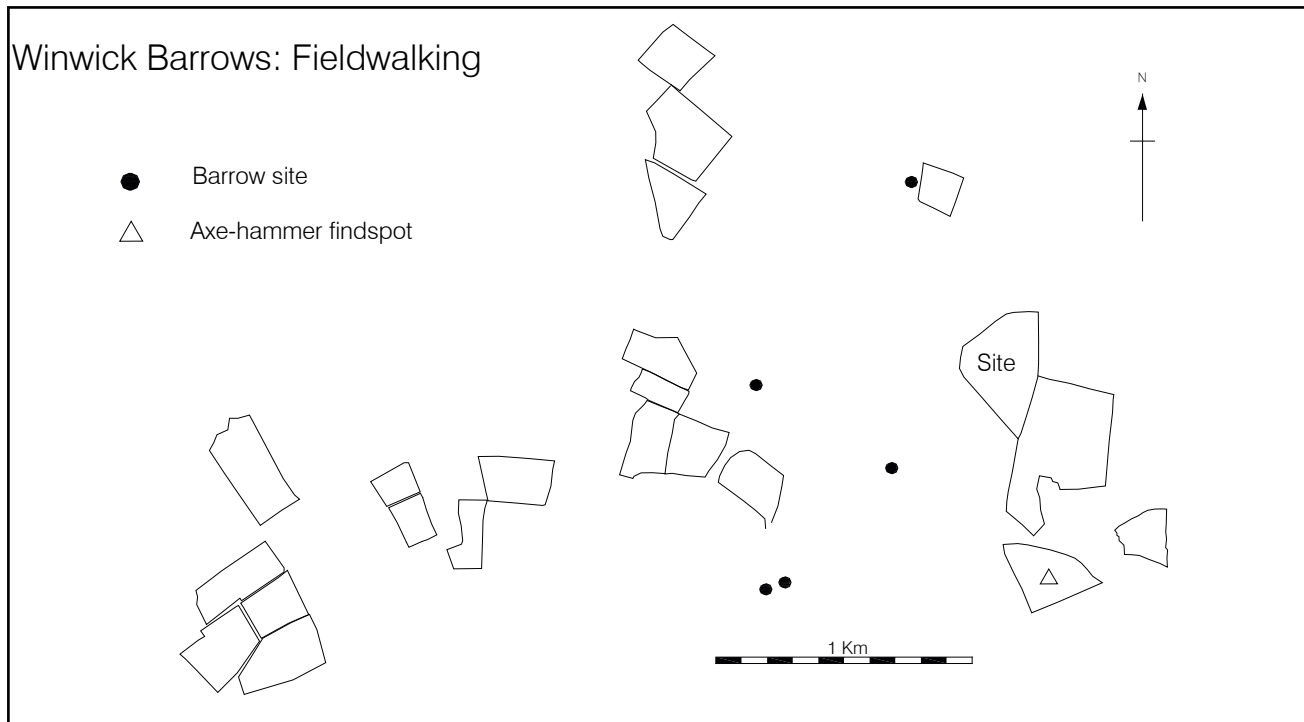 Winwick Barrows: Fieldwalking
N
Barrow site
Axe-hammer findspot
Site
1 Km